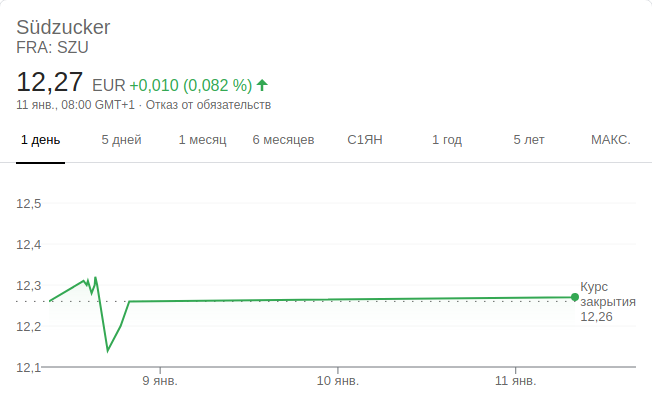 Südzucker
FRA: SZU
12,27 EUR +0,010 (0,082 %)
11 янв., 08:00 GMT+1 · Отказ от обязательств
1 день 5 дней 1 месяц 6 месяцев С1ЯН 1 год 5 лет МАКС.
12,5
12,4
12,3
12,2
12,1
Курс
закрытия
12,26
9 янв. 10 янв. 11 янв.